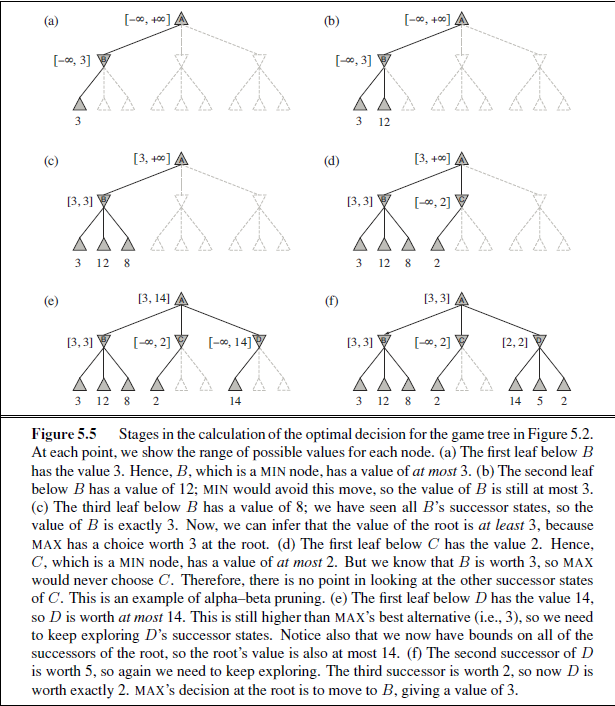 (a) [−∞, +∞] A
[−∞, 3] B
3
(b) [−∞, +∞] A
[−∞, 3] B
3 12
(c) [3, +∞] A
[3, 3] B
3 12 8
(d) [3, +∞] A
[3, 3] B [−∞, 2] C
3 12 8 2
(e) [3, 14] A
[3, 3] B [−∞, 2] C [−∞, 14] D
3 12 8 2 14
(f) [3, 3] A
[3, 3] B [−∞, 2] C [2, 2] D
3 12 8 2 14 5 2
Figure 5.5 Stages in the calculation of the optimal decision for the game tree in Figure 5.2.
At each point, we show the range of possible values for each node. (a) The first leaf below B
has the value 3. Hence, B, which is a MIN node, has a value of at most 3. (b) The second leaf
below B has a value of 12; MIN would avoid this move, so the value of B is still at most 3.
(c) The third leaf below B has a value of 8; we have seen all B's successor states, so the
value of B is exactly 3. Now, we can infer that the value of the root is at least 3, because
MAX has a choice worth 3 at the root. (d) The first leaf below C has the value 2. Hence,
C, which is a MIN node, has a value of at most 2. But we know that B is worth 3, so MAX
would never choose C. Therefore, there is no point in looking at the other successor states
of C. This is an example of alpha–beta pruning. (e) The first leaf below D has the value 14,
so D is worth at most 14. This is still higher than MAX's best alternative (i.e., 3), so we need
to keep exploring D's successor states. Notice also that we now have bounds on all of the
successors of the root, so the root's value is also at most 14. (f) The second successor of D
is worth 5, so again we need to keep exploring. The third successor is worth 2, so now D is
worth exactly 2. MAX's decision at the root is to move to B, giving a value of 3.